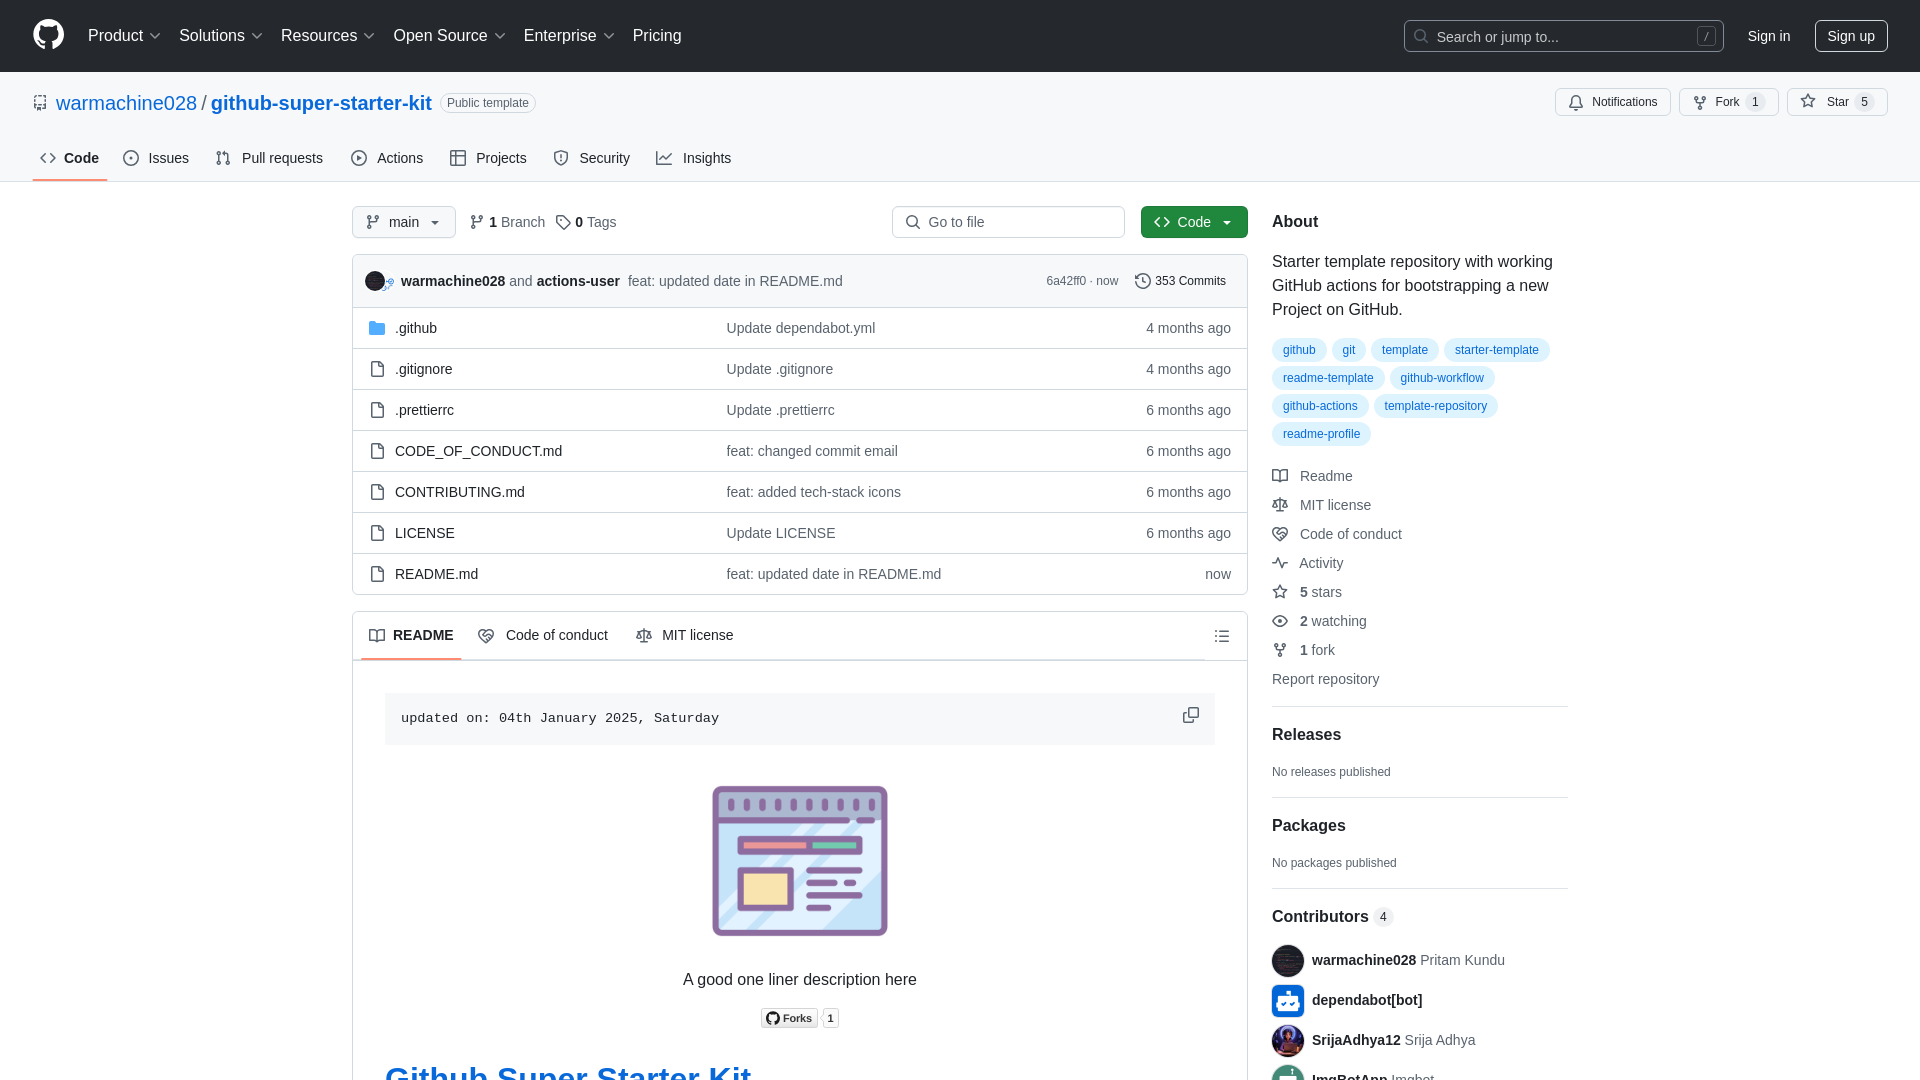 Product Solutions Resources Open Source Enterprise Pricing Search or jump to... / Sign in Sign up
warmachine028 / github-super-starter-kit Public template Notifications Fork 1 Star 5
Code Issues Pull requests Actions Projects Security Insights
main 1 Branch 0 Tags Go to file Code
warmachine028 and actions-user feat: updated date in README.md 6a42ff0 · now 353 Commits
.github Update dependabot.yml 4 months ago
.gitignore Update .gitignore 4 months ago
.prettierrc Update .prettierrc 6 months ago
CODE_OF_CONDUCT.md feat: changed commit email 6 months ago
CONTRIBUTING.md feat: added tech-stack icons 6 months ago
LICENSE Update LICENSE 6 months ago
README.md feat: updated date in README.md now
README Code of conduct MIT license
updated on: 04th January 2025, Saturday
A good one liner description here
Forks 1
Github Super Starter Kit
About
Starter template repository with working
GitHub actions for bootstrapping a new
Project on GitHub.
github git template starter-template
readme-template github-workflow
github-actions template-repository
readme-profile
Readme
MIT license
Code of conduct
Activity
5 stars
2 watching
1 fork
Report repository
Releases
No releases published
Packages
No packages published
Contributors 4
warmachine028 Pritam Kundu
dependabot[bot]
SrijaAdhya12 Srija Adhya
ImgBotApp Imgbot